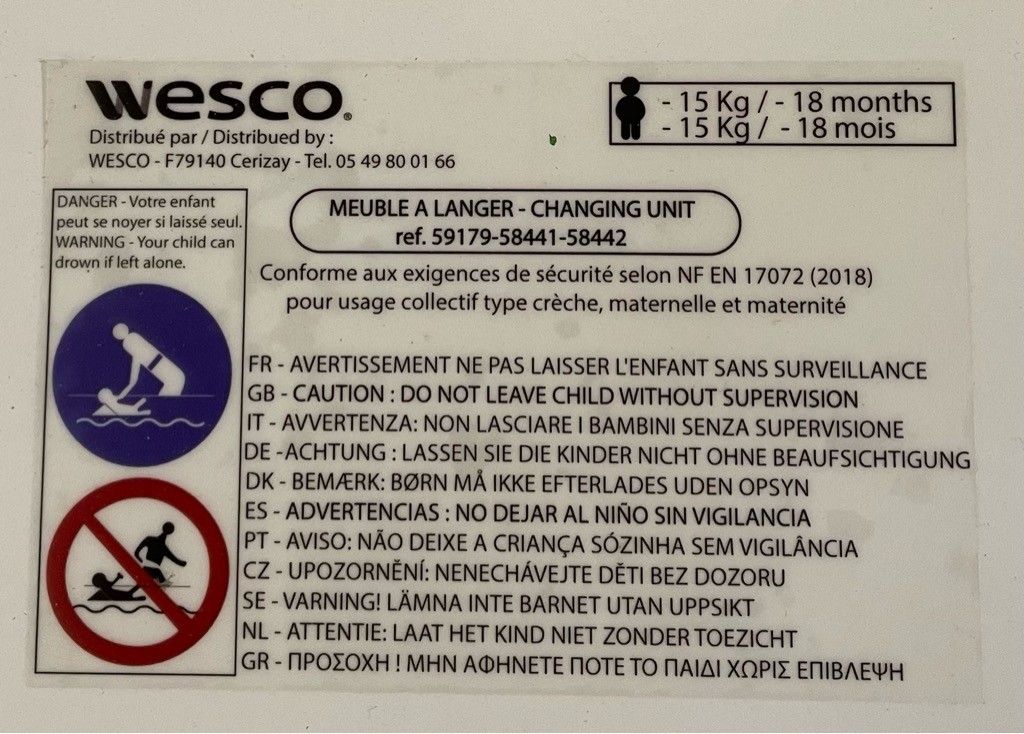 wesco®
Distribué par / Distribued by :
WESCO - F79140 Cerizay - Tel. 05 49 80 01 66
- 15 Kg / - 18 months
- 15 Kg / - 18 mois
DANGER - Votre enfant
peut se noyer si laissé seul.
WARNING - Your child can
drown if left alone.
MEUBLE A LANGER - CHANGING UNIT
ref. 59179-58441-58442
Conforme aux exigences de sécurité selon NF EN 17072 (2018)
pour usage collectif type crèche, maternelle et maternité
FR - AVERTISSEMENT NE PAS LAISSER L'ENFANT SANS SURVEILLANCE
GB - CAUTION : DO NOT LEAVE CHILD WITHOUT SUPERVISION
IT - AVVERTENZA: NON LASCIARE I BAMBINI SENZA SUPERVISIONE
DE -ACHTUNG : LASSEN SIE DIE KINDER NICHT OHNE BEAUFSICHTIGUNG
DK - BEMÆRK: BØRN MÅ IKKE EFTERLADES UDEN OPSYN
ES - ADVERTENCIAS : NO DEJAR AL NIÑO SIN VIGILANCIA
PT - AVISO: NÃO DEIXE A CRIANÇA SÓZINHA SEM VIGILÂNCIA
CZ - UPOZORNĚNÍ: NENECHÁVEJTE DĚTI BEZ DOZORU
SE - VARNING! LÄMNA INTE BARNET UTAN UPPSIKT
NL - ATTENTIE: LAAT HET KIND NIET ZONDER TOEZICHT
GR - ΠΡΟΣΟΧΗ ! ΜΗΝ ΑΦΗΝΕΤΕ ΠΟΤΕ ΤΟ ΠΑΙΔΙ ΧΩΡΙΣ ΕΠΙΒΛΕΨΗ